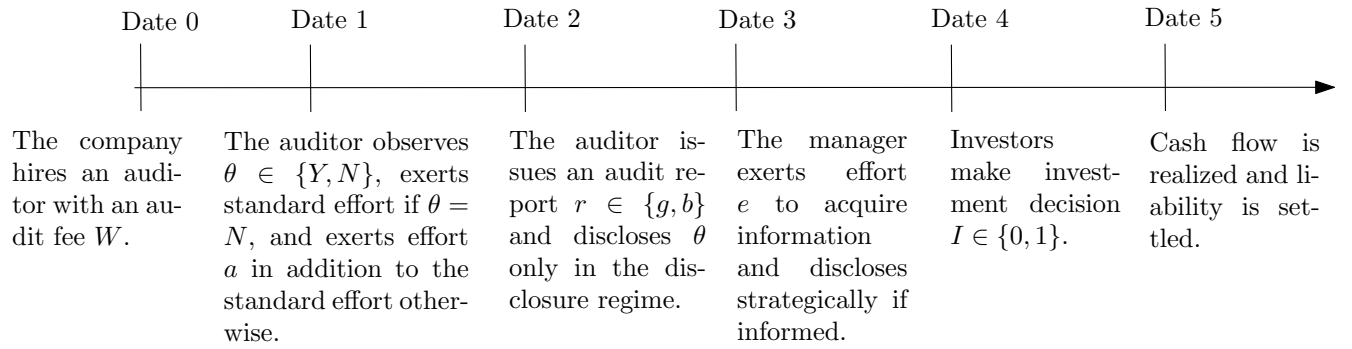 Date 0
Date 1
Date 2
Date 3
Date 4
Date 5
The company
hires an audi-
tor with an au-
dit fee W.
The auditor observes
θ ∈ {Y, N}, exerts
standard effort if θ =
N, and exerts effort
a in addition to the
standard effort other-
wise.
The auditor is-
sues an audit re-
port r ∈ {g, b}
and discloses θ
only in the dis-
closure regime.
The manager
exerts effort
e to acquire
information
and discloses
strategically if
informed.
Investors
make invest-
ment decision
I ∈ {0, 1}.
Cash flow is
realized and li-
ability is set-
tled.